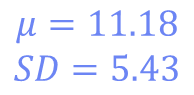 μ = 11.18
SD = 5.43